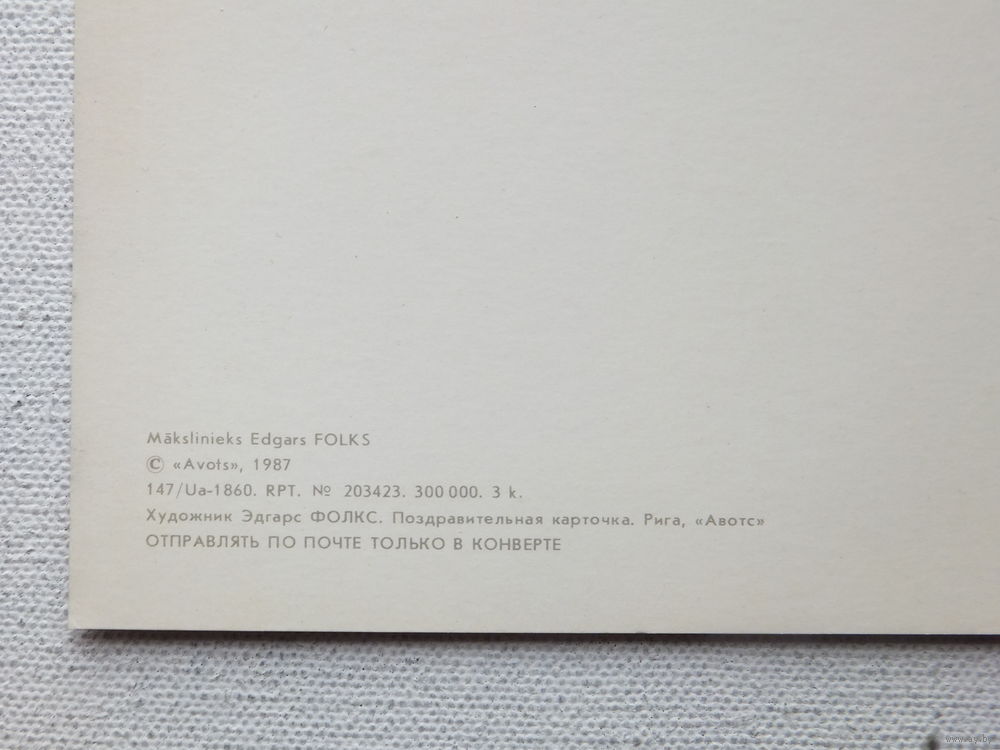 Mākslinieks Edgars FOLKS
© «Avots», 1987
147/Ua-1860. RPT. № 203423. 300 000. 3 k.
Художник Эдгарс ФОЛКС. Поздравительная карточка. Рига, «Авотс»
ОТПРАВЛЯТЬ ПО ПОЧТЕ ТОЛЬКО В КОНВЕРТЕ